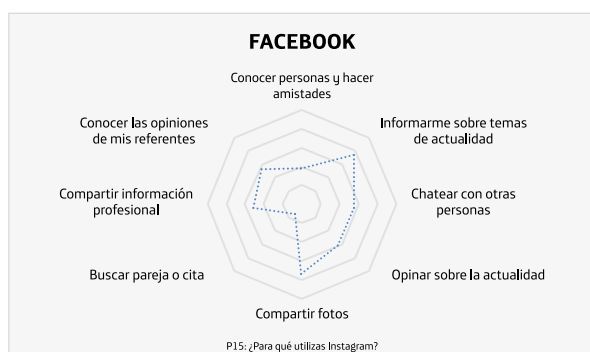 FACEBOOK
Conocer personas y hacer
amistades
Conocer las opiniones
de mis referentes
Informarme sobre temas
de actualidad
Compartir información
profesional
Chatear con otras
personas
Buscar pareja o cita
Opinar sobre la actualidad
Compartir fotos
P15: ¿Para qué utilizas Instagram?